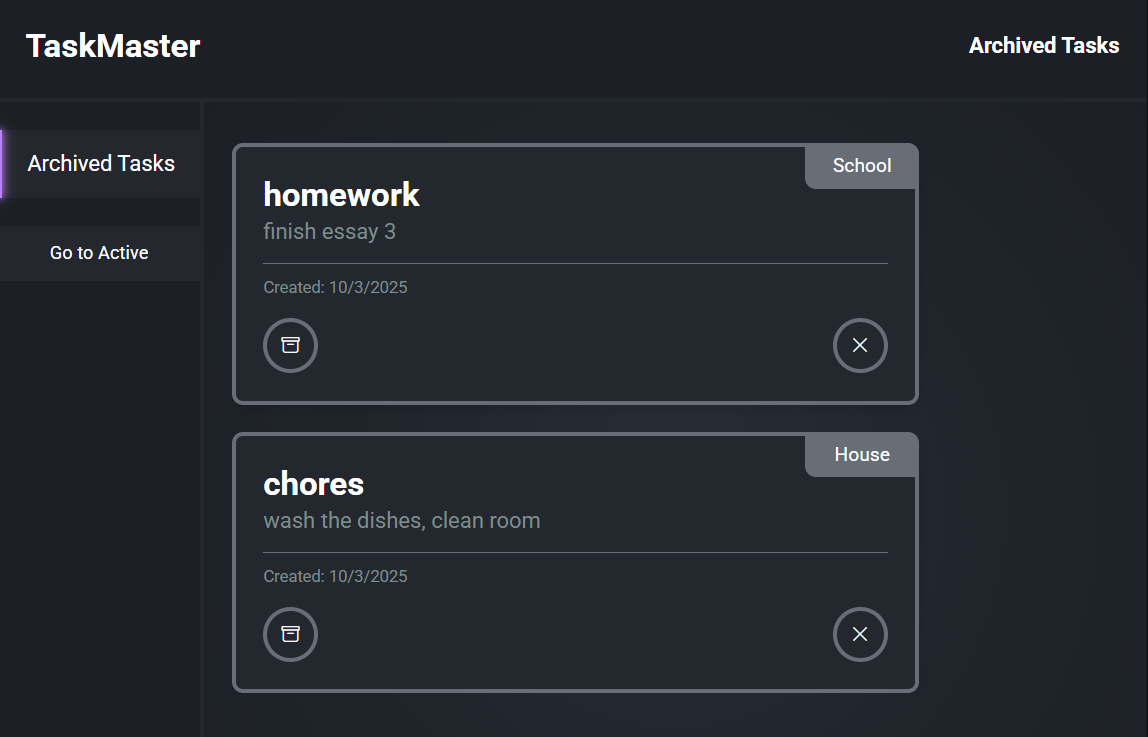 TaskMaster
Archived Tasks
Archived Tasks
Go to Active
School
homework
finish essay 3
Created: 10/3/2025
House
chores
wash the dishes, clean room
Created: 10/3/2025